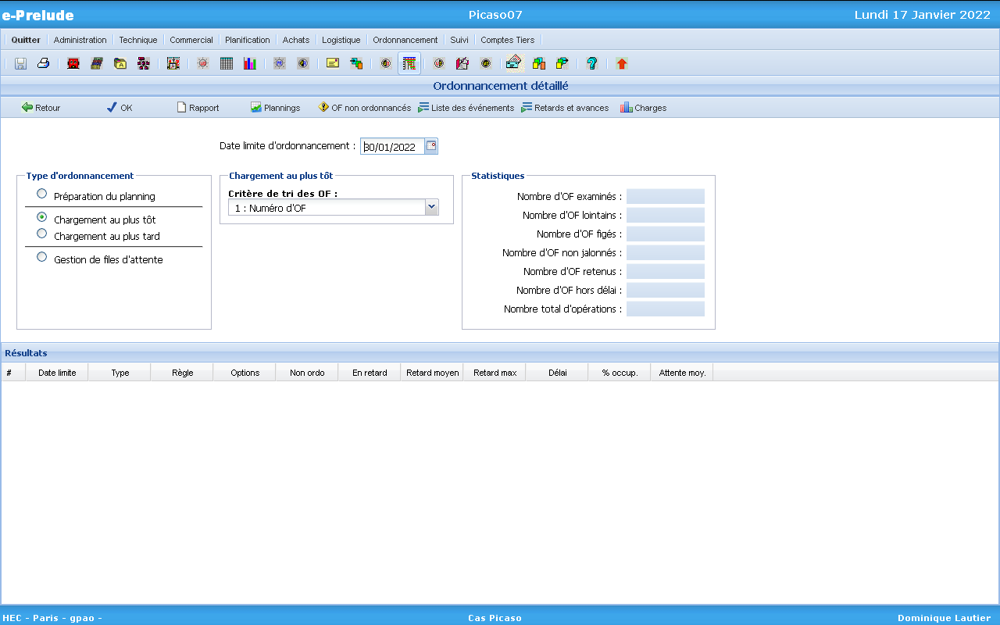 e-Prelude Picaso07 Lundi 17 Janvier 2022
Quitter Administration Technique Commercial Planification Achats Logistique Ordonnancement Suivi Comptes Tiers
Ordonnancement détaillé
Retour OK Rapport Plannings OF non ordonnancés Liste des événements Retards et avances Charges
Date limite d'ordonnancement : 30/01/2022
Type d'ordonnancement
Préparation du planning
Chargement au plus tôt
Chargement au plus tard
Gestion de files d'attente
Chargement au plus tôt
Critère de tri des OF :
1 : Numéro d'OF
Statistiques
Nombre d'OF examinés :
Nombre d'OF lointains :
Nombre d'OF figés :
Nombre d'OF non jalonnés :
Nombre d'OF retenus :
Nombre d'OF hors délai :
Nombre total d'opérations :
Résultats
# Date limite Type Règle Options Non ordo En retard Retard moyen Retard max Délai % occup. Attente moy.
HEC - Paris - gpao - Cas Picaso Dominique Lautier